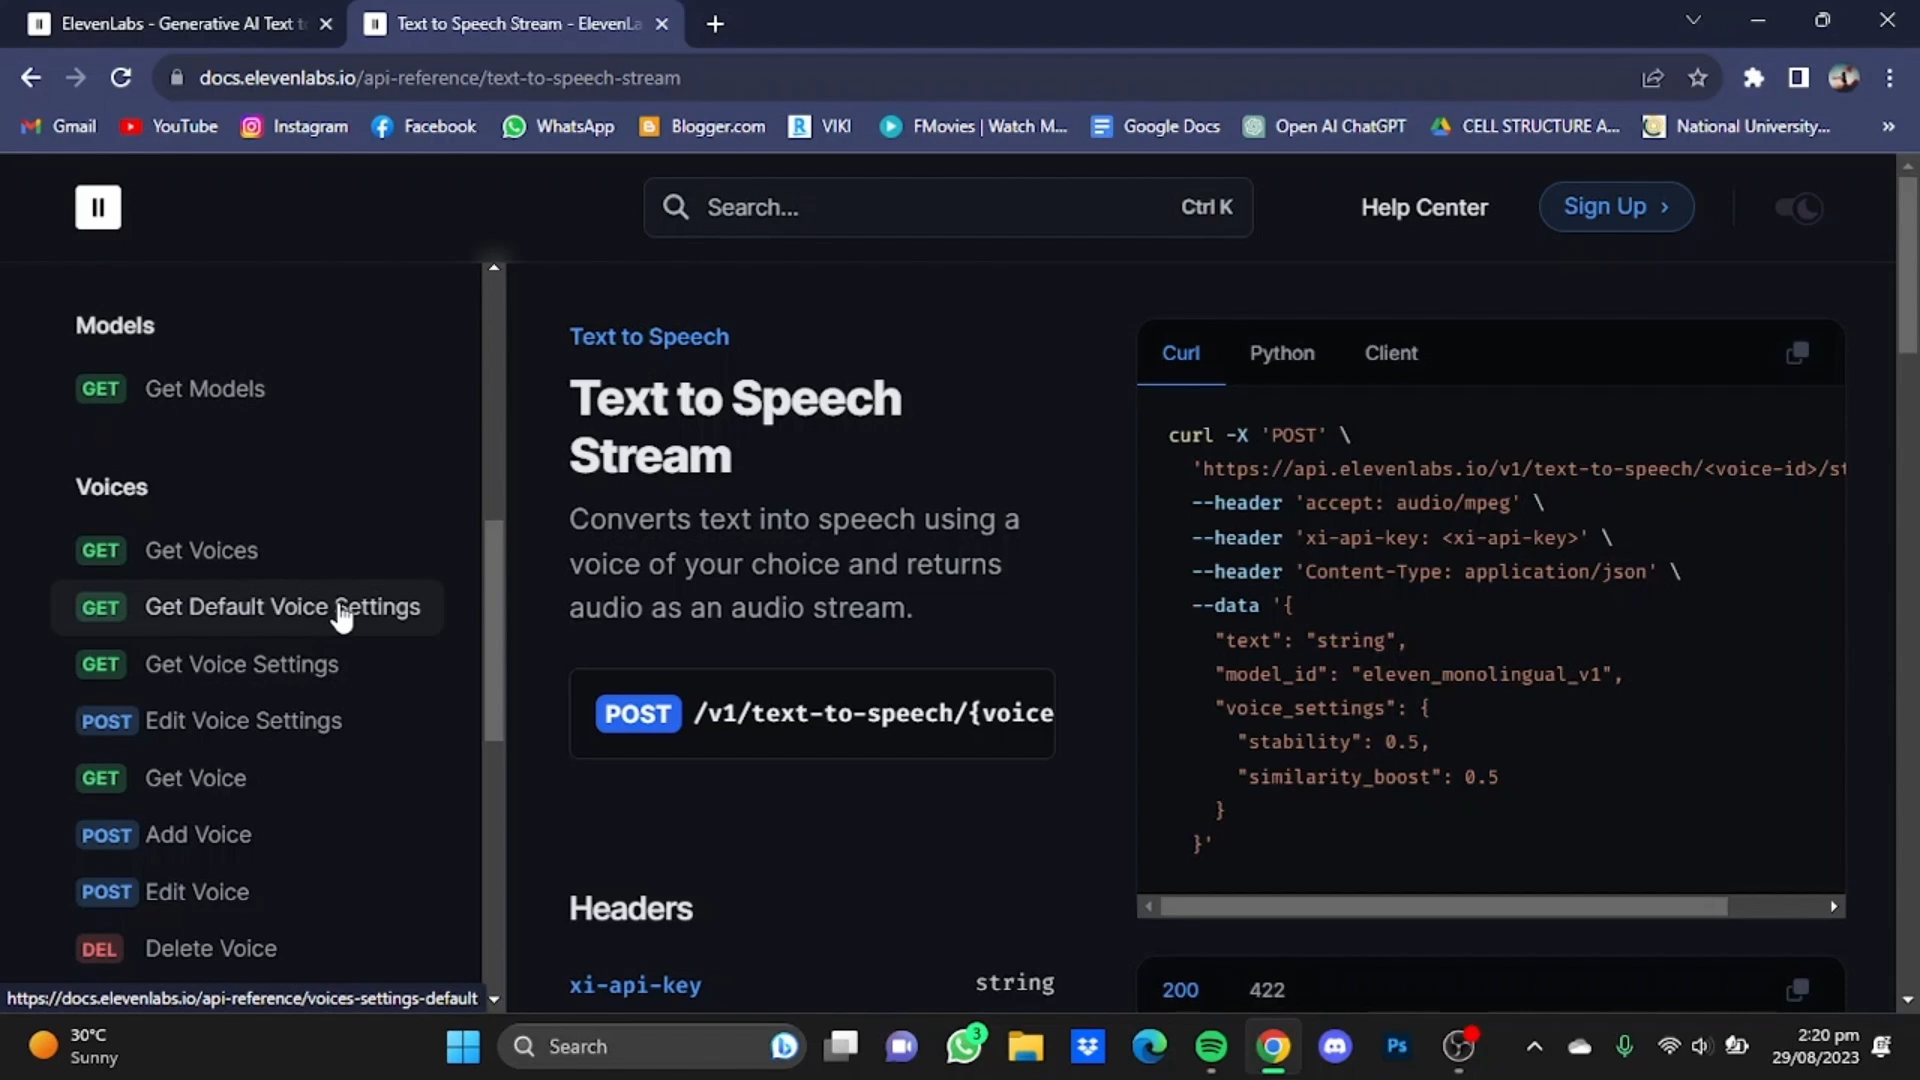 ElevenLabs - Generative AI Text t
Text to Speech Stream - ElevenLa
docs.elevenlabs.io/api-reference/text-to-speech-stream
Gmail
YouTube
Instagram
Facebook
WhatsApp
Blogger.com
VIKI
FMovies | Watch M...
Google Docs
Open AI ChatGPT
CELL STRUCTURE A...
National University...
»
Search...
Ctrl K
Help Center
Sign Up ›
Models
GET Get Models
Voices
GET Get Voices
GET Get Default Voice Settings
GET Get Voice Settings
POST Edit Voice Settings
GET Get Voice
POST Add Voice
POST Edit Voice
DEL Delete Voice
https://docs.elevenlabs.io/api-reference/voices-settings-default
Text to Speech
Text to Speech
Stream
Converts text into speech using a
voice of your choice and returns
audio as an audio stream.
POST /v1/text-to-speech/{voice
Headers
xi-api-key string
Curl Python Client
curl -X 'POST' \
'https://api.elevenlabs.io/v1/text-to-speech/<voice-id>/st
--header 'accept: audio/mpeg' \
--header 'xi-api-key: <xi-api-key>' \
--header 'Content-Type: application/json' \
--data '{
"text": "string",
"model_id": "eleven_monolingual_v1",
"voice_settings": {
"stability": 0.5,
"similarity_boost": 0.5
}
}'
200 422
30°C
Sunny
Search
3
Ps
2:20 pm
29/08/2023